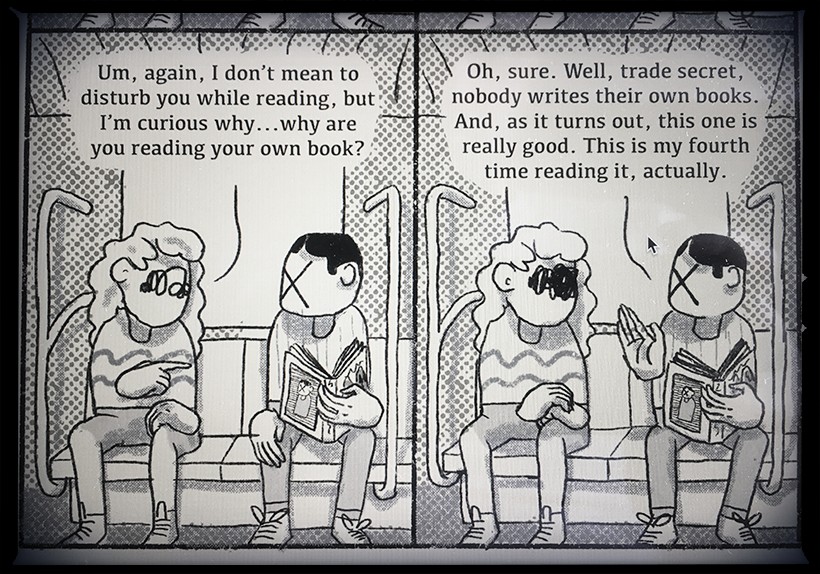 Um, again, I don't mean to
disturb you while reading, but
I'm curious why...why are
you reading your own book?
Oh, sure. Well, trade secret,
nobody writes their own books.
And, as it turns out, this one is
really good. This is my fourth
time reading it, actually.